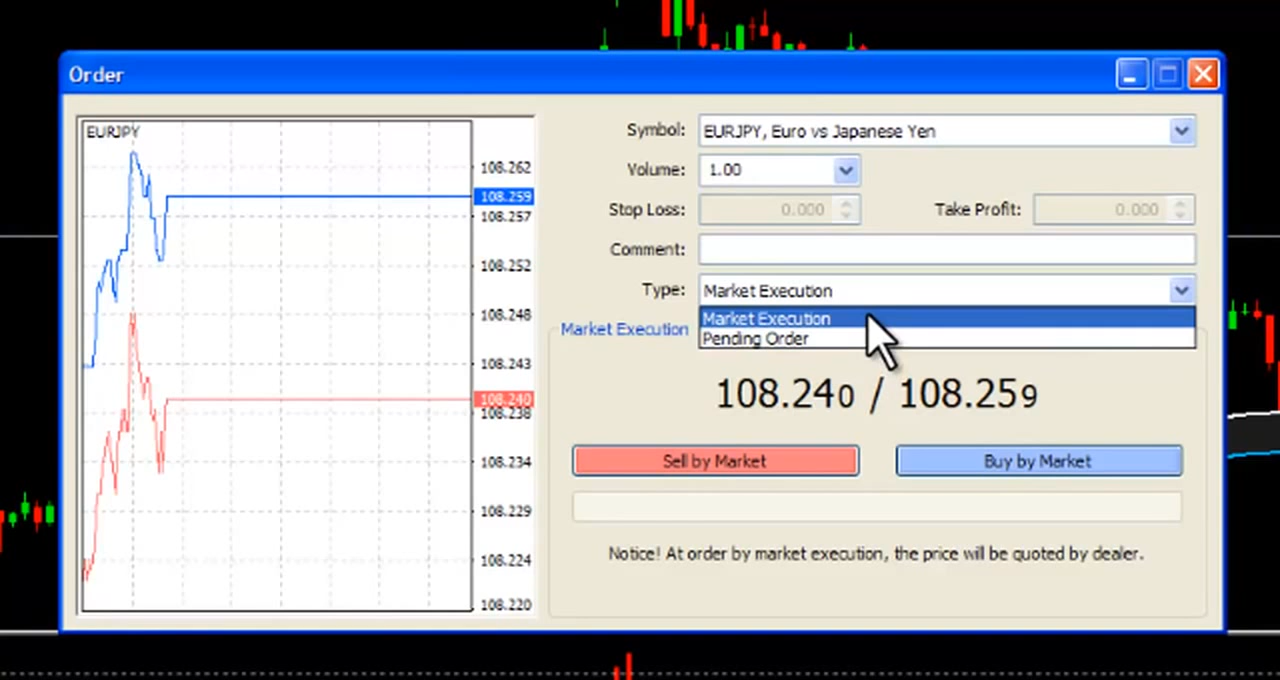 Order
EURJPY
108.262
108.259
108.257
108.252
108.248
108.243
108.240
108.238
108.234
108.229
108.224
108.220
Symbol: EURJPY, Euro vs Japanese Yen
Volume: 1.00
Stop Loss: 0.000 Take Profit: 0.000
Comment:
Type: Market Execution
Market Execution
Pending Order
Market Execution
108.240 / 108.259
Sell by Market Buy by Market
Notice! At order by market execution, the price will be quoted by dealer.